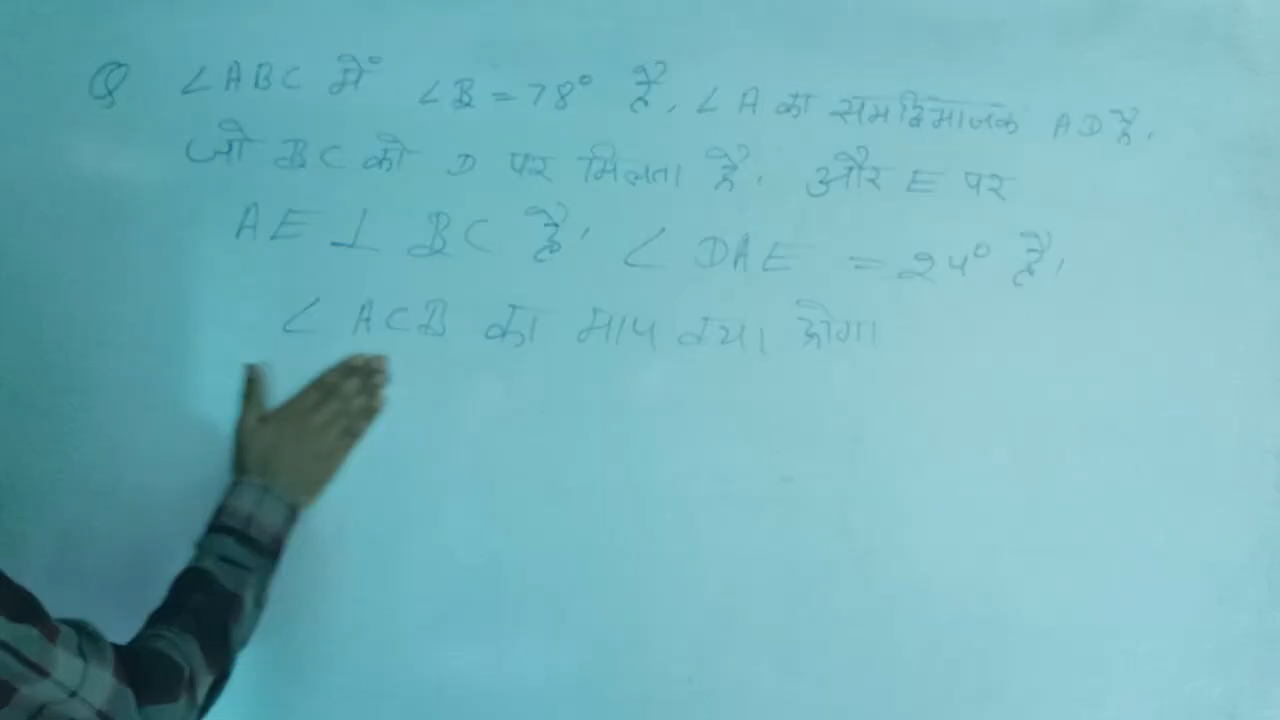 Q ∠ABC में ∠B = 78° है, ∠A का समद्विभाजक AD है,
जो BC को D पर मिलता है, और E पर
AE ⊥ BC है, ∠DAE = 24° है,
∠ACB का माप क्या होगा